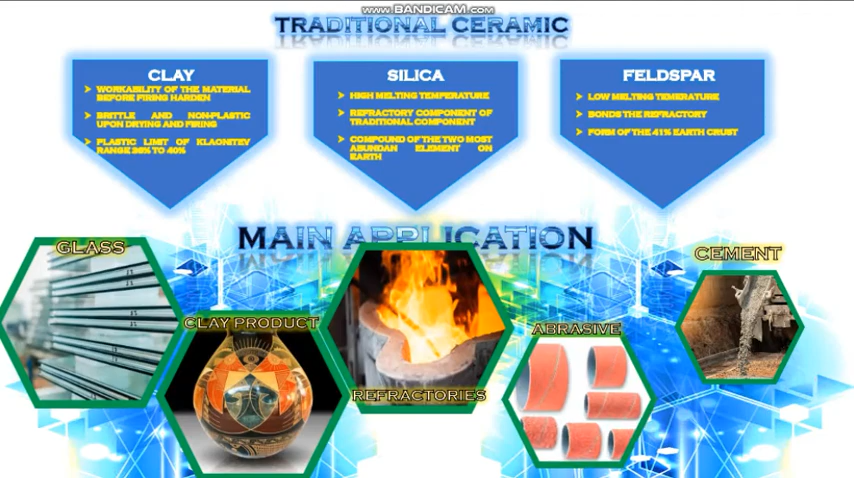 www.BANDICAM.com
TRADITIONAL CERAMIC
CLAY
WORKABILITY OF THE MATERIAL
BEFORE FIRING HARDEN
BRITTLE AND NON-PLASTIC
UPON DRYING AND FIRING
PLASTIC LIMIT OF KLAONITEY
RANGE 36% TO 40%
SILICA
HIGH MELTING TEMPERATURE
REFRACTORY COMPONENT OF
TRADITIONAL COMPONENT
COMPOUND OF THE TWO MOST
ABUNDAN ELEMENT ON
EARTH
FELDSPAR
LOW MELTING TEMERATURE
BONDS THE REFRACTORY
FORM OF THE 41% EARTH CRUST
MAIN APPLICATION
GLASS
CLAY PRODUCT
REFRACTORIES
ABRASIVE
CEMENT